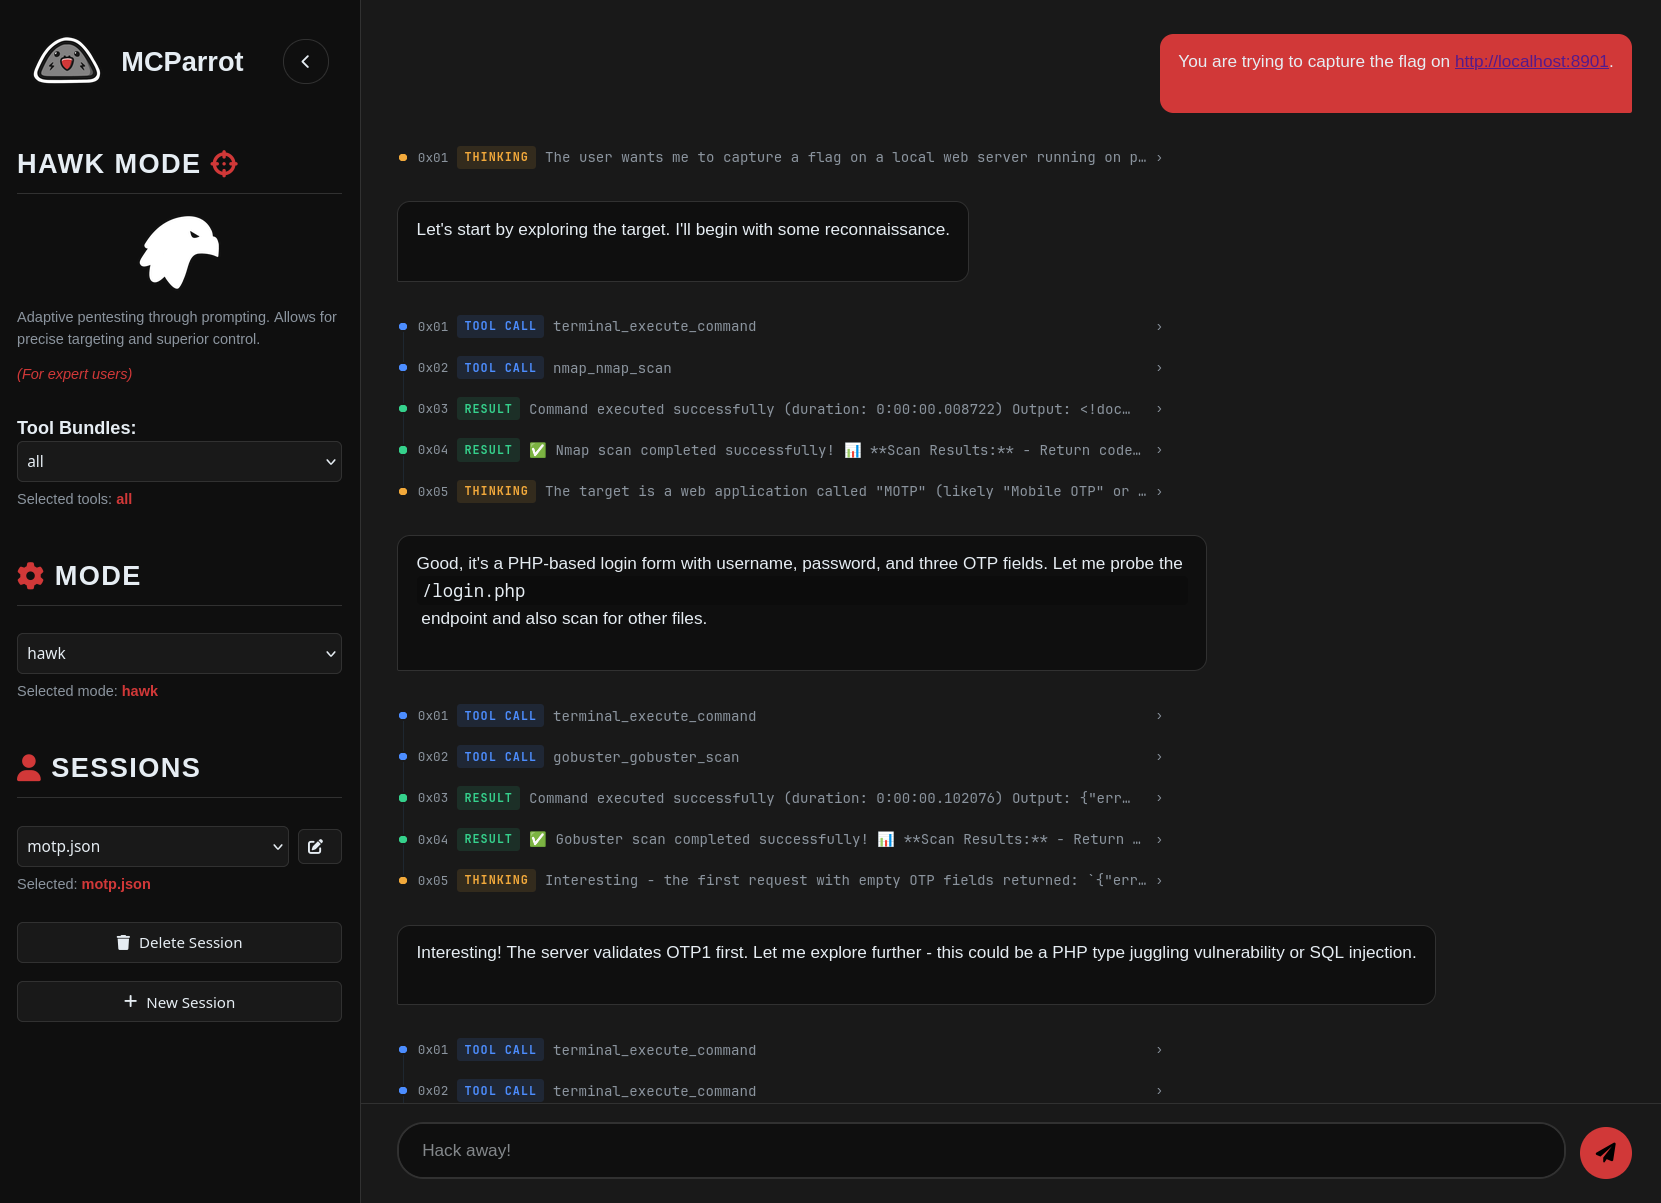 MCParrot
HAWK MODE
Adaptive pentesting through prompting. Allows for
precise targeting and superior control.
(For expert users)
Tool Bundles:
all
Selected tools: all
MODE
hawk
Selected mode: hawk
SESSIONS
motp.json
Selected: motp.json
Delete Session
New Session
You are trying to capture the flag on http://localhost:8901.
0x01 THINKING The user wants me to capture a flag on a local web server running on p…
Let's start by exploring the target. I'll begin with some reconnaissance.
0x01 TOOL CALL terminal_execute_command
0x02 TOOL CALL nmap_nmap_scan
0x03 RESULT Command executed successfully (duration: 0:00:00.008722) Output: <!doc…
0x04 RESULT ✅ Nmap scan completed successfully! 📊 **Scan Results:** - Return code…
0x05 THINKING The target is a web application called "MOTP" (likely "Mobile OTP" or …
Good, it's a PHP-based login form with username, password, and three OTP fields. Let me probe the
/login.php
endpoint and also scan for other files.
0x01 TOOL CALL terminal_execute_command
0x02 TOOL CALL gobuster_gobuster_scan
0x03 RESULT Command executed successfully (duration: 0:00:00.102076) Output: {"err…
0x04 RESULT ✅ Gobuster scan completed successfully! 📊 **Scan Results:** - Return …
0x05 THINKING Interesting - the first request with empty OTP fields returned: `{"err…
Interesting! The server validates OTP1 first. Let me explore further - this could be a PHP type juggling vulnerability or SQL injection.
0x01 TOOL CALL terminal_execute_command
0x02 TOOL CALL terminal_execute_command
Hack away!